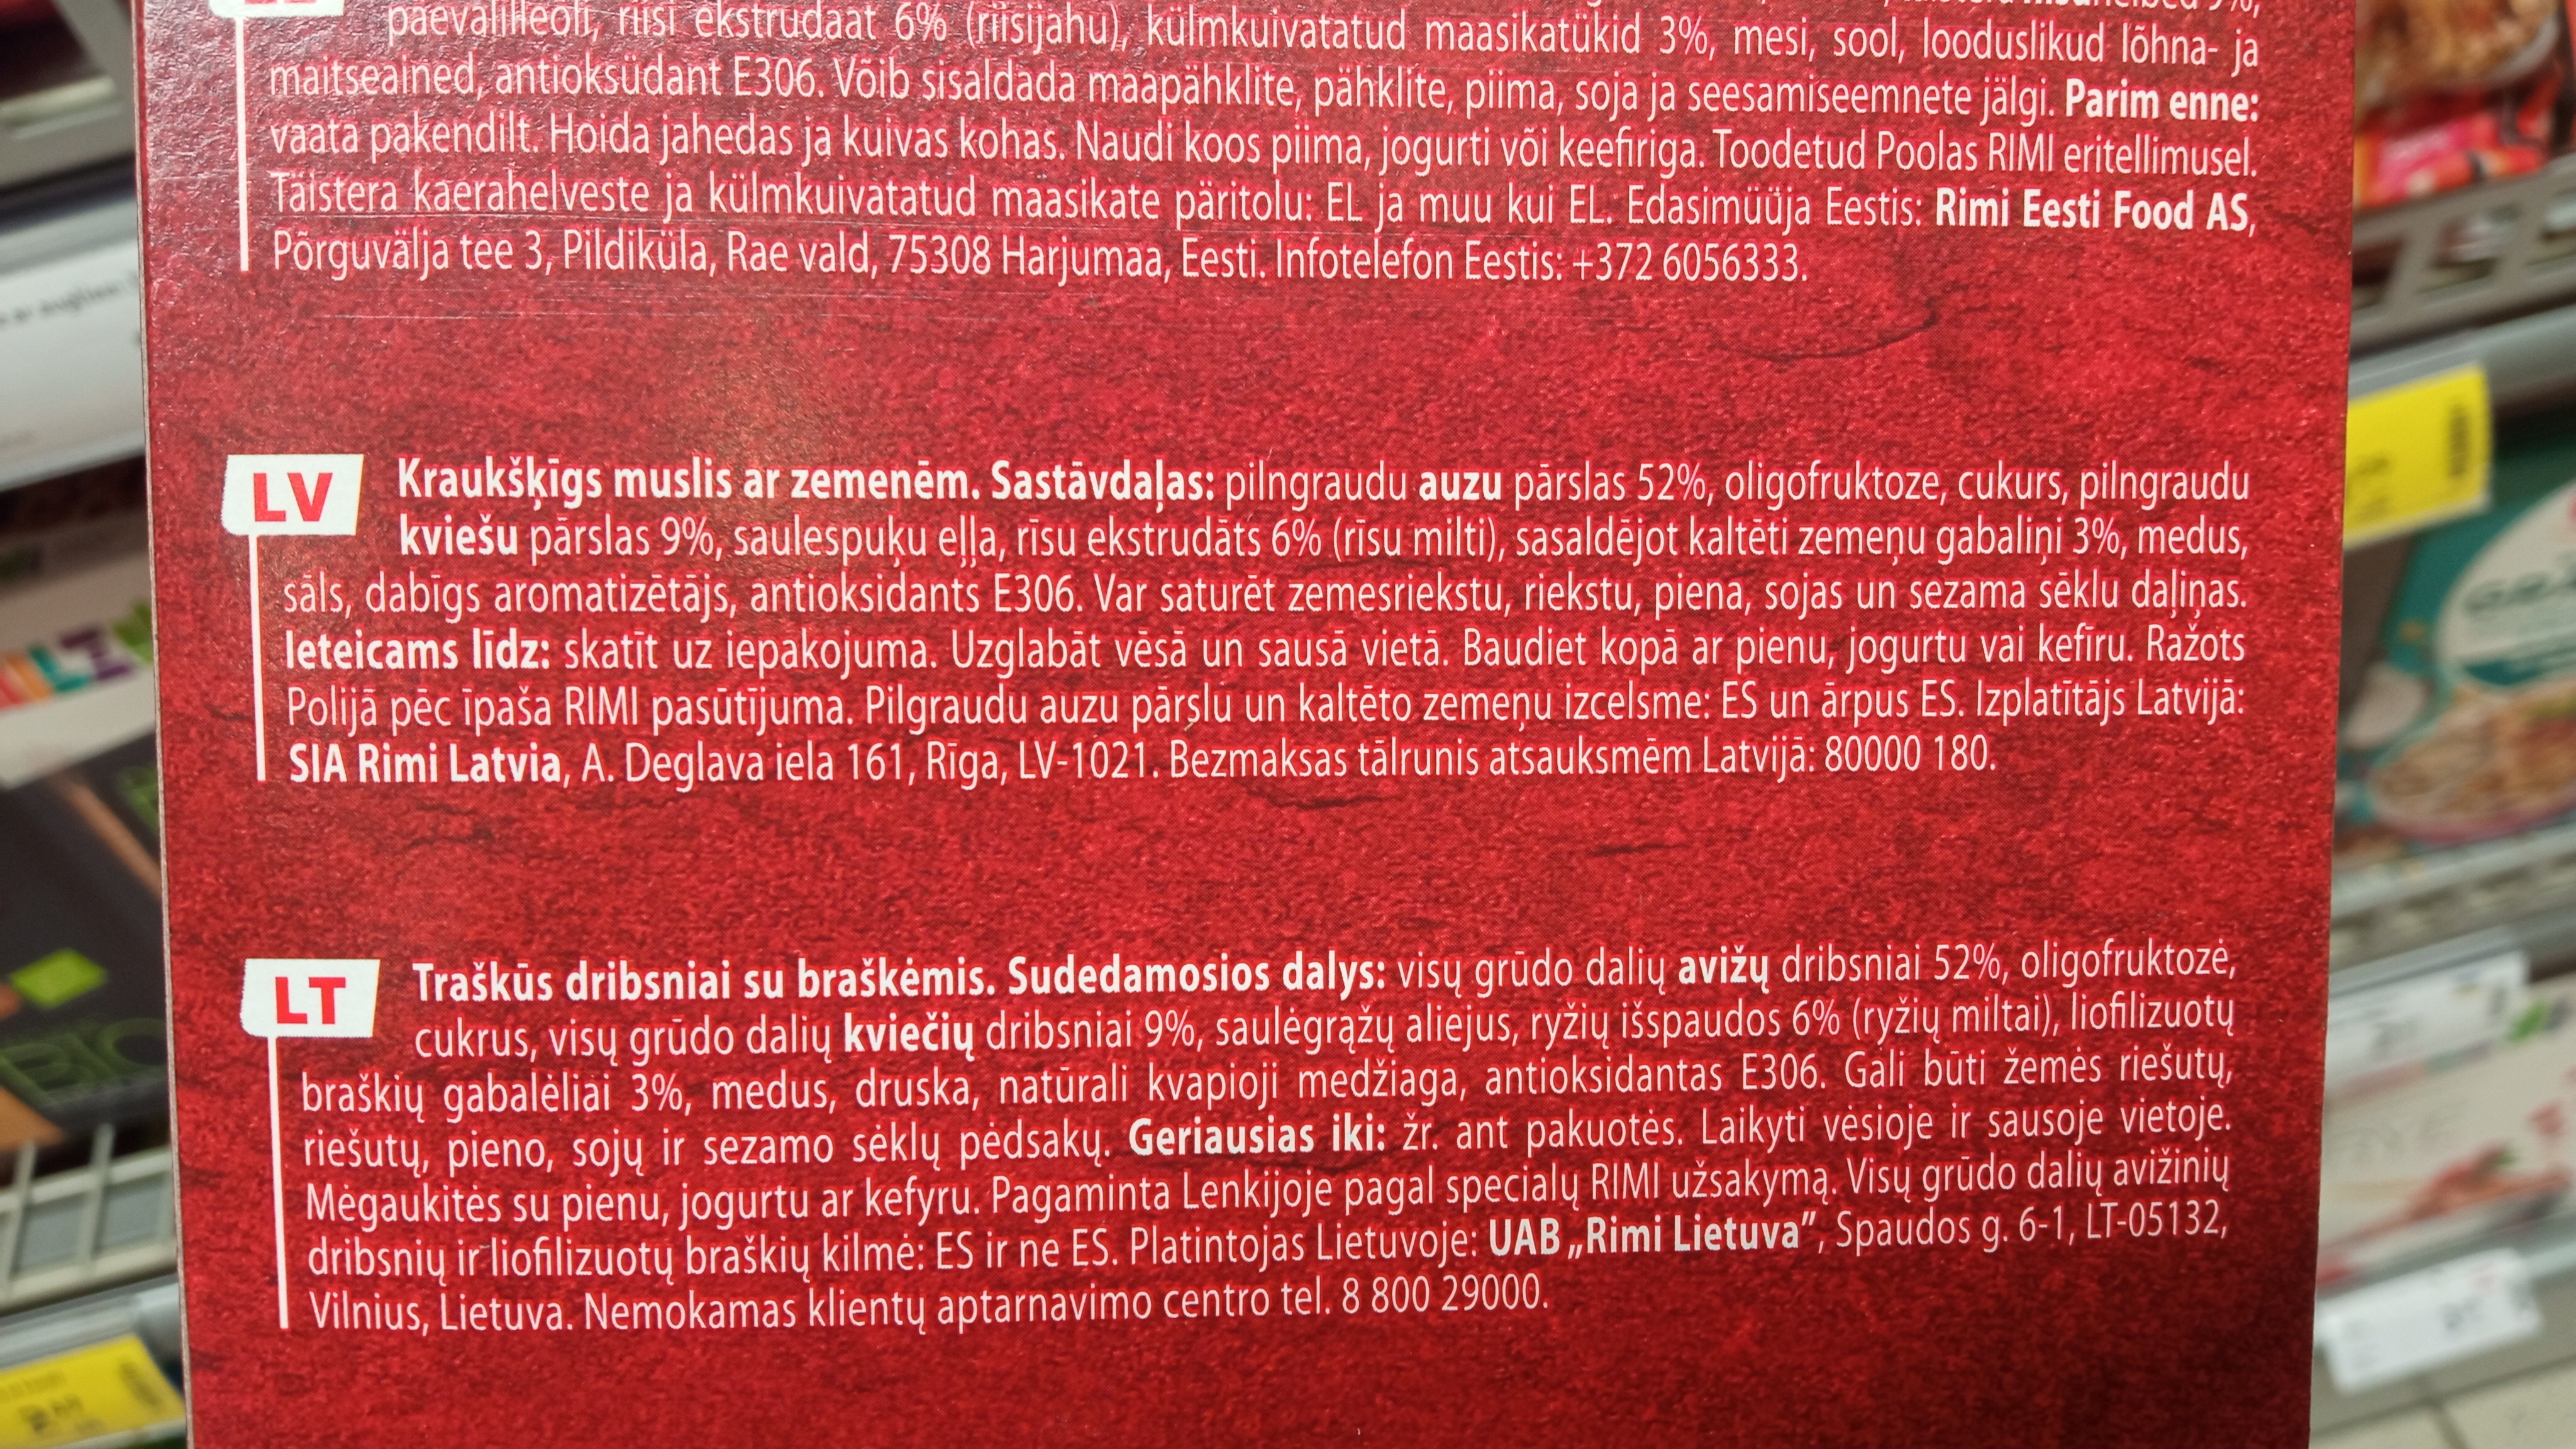 päevalilleõli, riisi ekstrudaat 6% (riisijahu), külmkuivatatud maasikatükid 3%, mesi, sool, looduslikud lõhna- ja
maitseained, antioksüdant E306. Võib sisaldada maapähklite, pähklite, piima, soja ja seesamiseemnete jälgi. Parim enne:
vaata pakendilt. Hoida jahedas ja kuivas kohas. Naudi koos piima, jogurti või keefiriga. Toodetud Poolas RIMI eritellimusel.
Täistera kaerahelveste ja külmkuivatatud maasikate päritolu: EL ja muu kui EL. Edasimüüja Eestis: Rimi Eesti Food AS,
Põrguvälja tee 3, Pildiküla, Rae vald, 75308 Harjumaa, Eesti. Infotelefon Eestis: +372 6056333.
LV Kraukšķīgs muslis ar zemenēm. Sastāvdaļas: pilngraudu auzu pārslas 52%, oligofruktoze, cukurs, pilngraudu
kviešu pārslas 9%, saulespuķu eļļa, rīsu ekstrudāts 6% (rīsu milti), sasaldējot kaltēti zemeņu gabaliņi 3%, medus,
sāls, dabīgs aromatizētājs, antioksidants E306. Var saturēt zemesriekstu, riekstu, piena, sojas un sezama sēklu daļiņas.
Ieteicams līdz: skatīt uz iepakojuma. Uzglabāt vēsā un sausā vietā. Baudiet kopā ar pienu, jogurtu vai kefīru. Ražots
Polijā pēc īpaša RIMI pasūtījuma. Pilgraudu auzu pārslu un kaltēto zemeņu izcelsme: ES un ārpus ES. Izplatītājs Latvijā:
SIA Rimi Latvia, A. Deglava iela 161, Rīga, LV-1021. Bezmaksas tālrunis atsauksmēm Latvijā: 80000 180.
LT Traškūs dribsniai su braškėmis. Sudedamosios dalys: visų grūdo dalių avižų dribsniai 52%, oligofruktozė,
cukrus, visų grūdo dalių kviečių dribsniai 9%, saulėgrąžų aliejus, ryžių išspaudos 6% (ryžių miltai), liofilizuotų
braškių gabalėliai 3%, medus, druska, natūrali kvapioji medžiaga, antioksidantas E306. Gali būti žemės riešutų,
riešutų, pieno, sojų ir sezamo sėklų pėdsakų. Geriausias iki: žr. ant pakuotės. Laikyti vėsioje ir sausoje vietoje.
Mėgaukitės su pienu, jogurtu ar kefyru. Pagaminta Lenkijoje pagal specialų RIMI užsakymą. Visų grūdo dalių avižinių
dribsnių ir liofilizuotų braškių kilmė: ES ir ne ES. Platintojas Lietuvoje: UAB „Rimi Lietuva”, Spaudos g. 6-1, LT-05132,
Vilnius, Lietuva. Nemokamas klientų aptarnavimo centro tel. 8 800 29000.
BIO